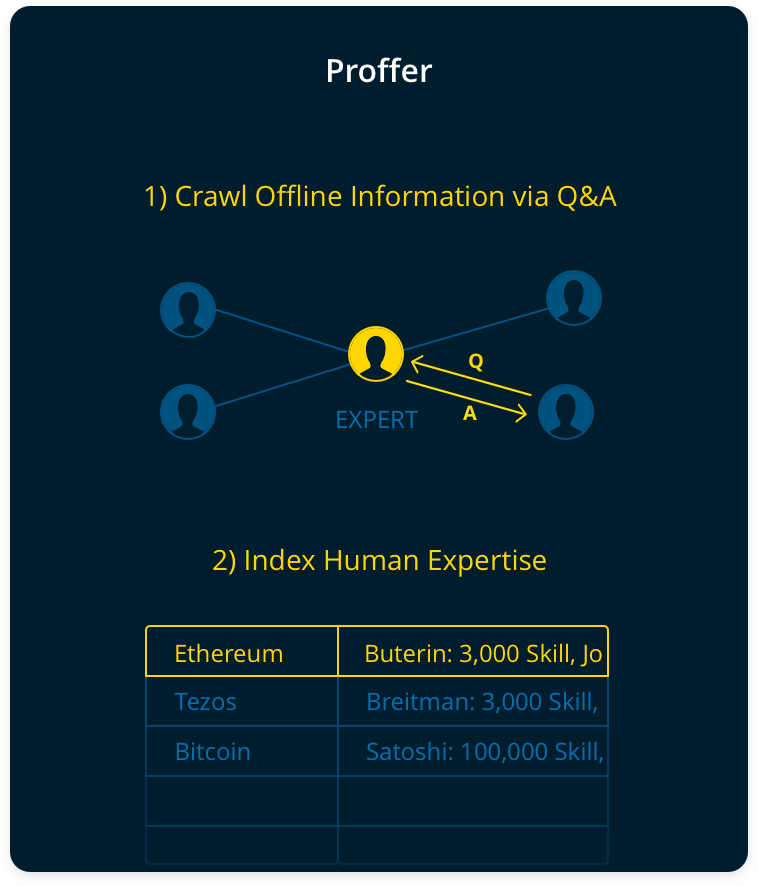 Proffer
1) Crawl Offline Information via Q&A
Q
A
EXPERT
2) Index Human Expertise
Ethereum Buterin: 3,000 Skill, Jo
Tezos Breitman: 3,000 Skill,
Bitcoin Satoshi: 100,000 Skill,